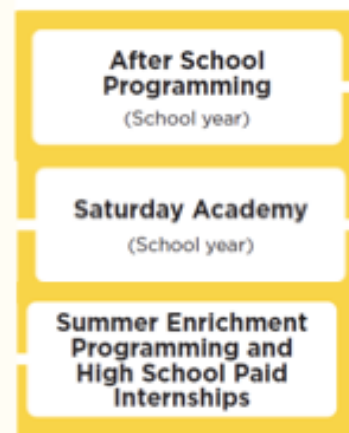 After School
Programming
(School year)
Saturday Academy
(School year)
Summer Enrichment
Programming and
High School Paid
Internships